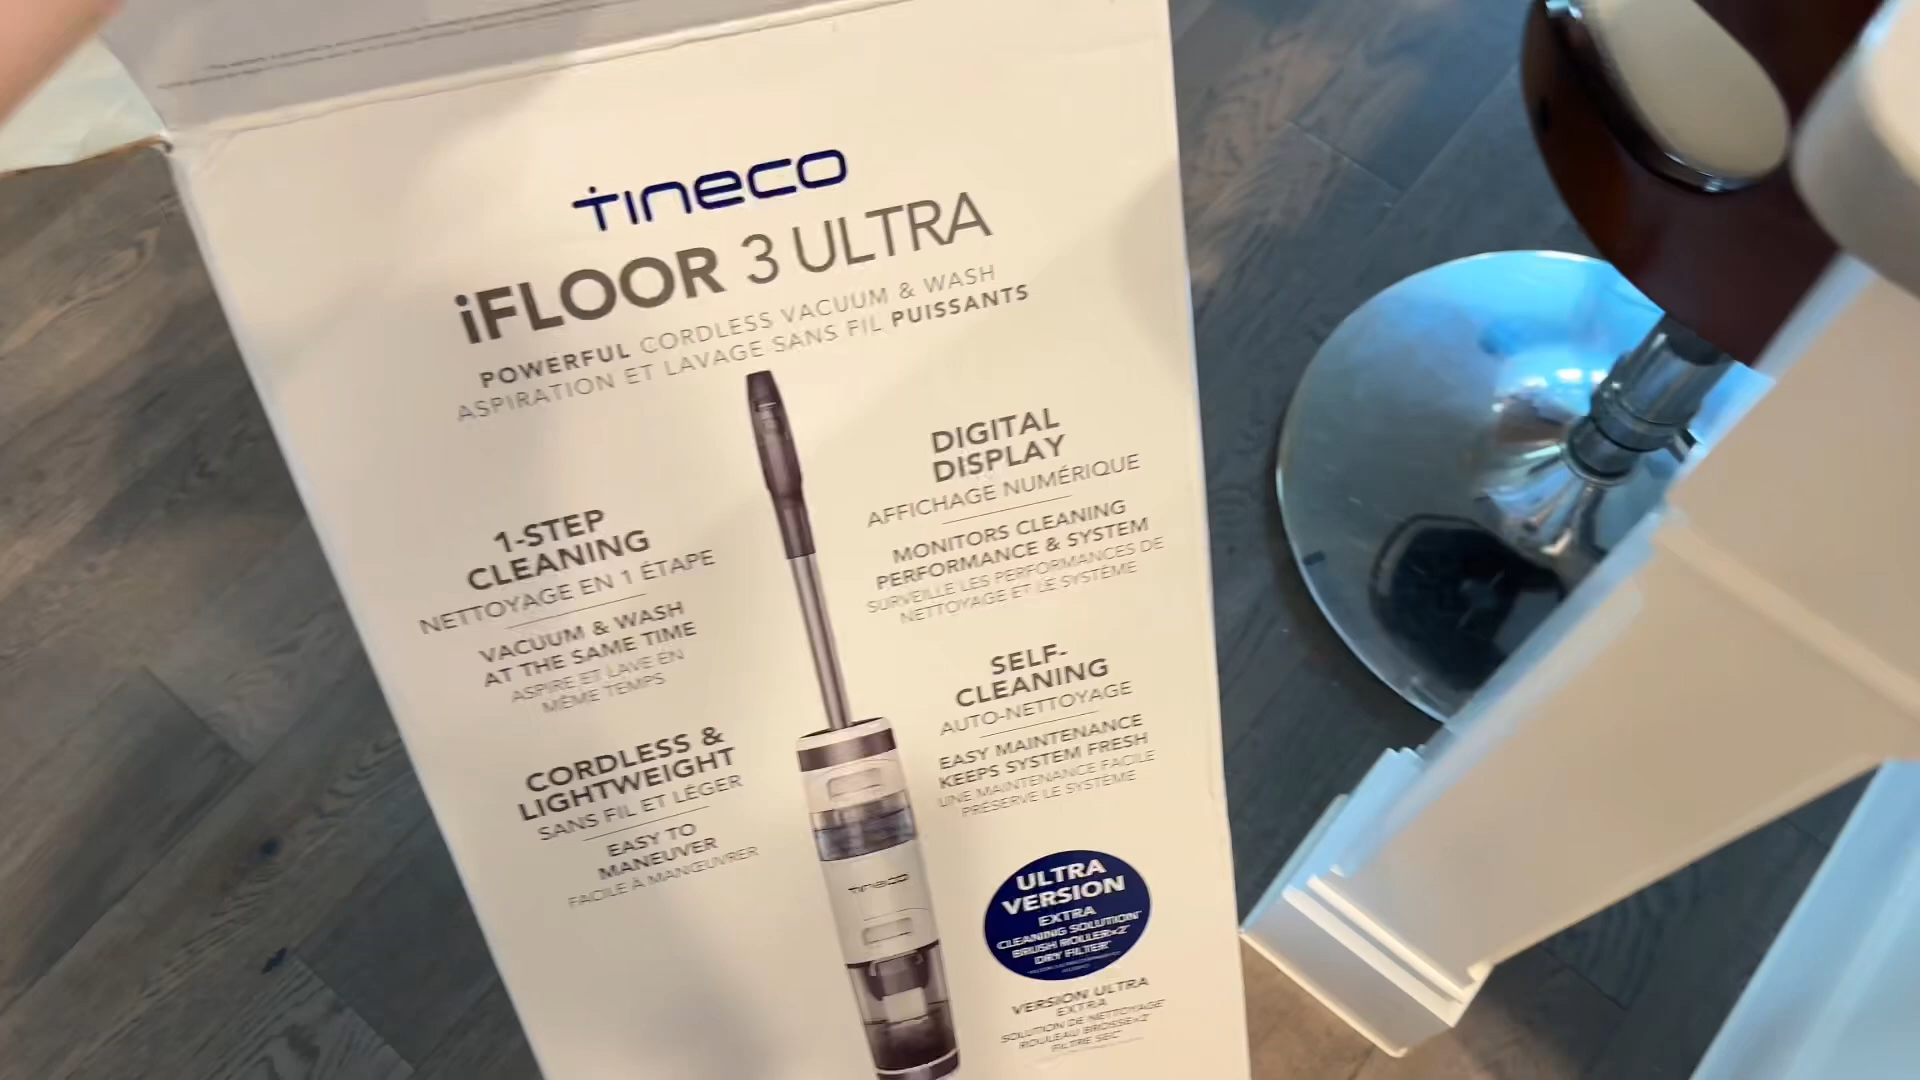 TINECO
iFLOOR 3 ULTRA
POWERFUL CORDLESS VACUUM & WASH
ASPIRATION ET LAVAGE SANS FIL PUISSANTS
1-STEP
CLEANING
NETTOYAGE EN 1 ÉTAPE
VACUUM & WASH
AT THE SAME TIME
ASPIRE ET LAVE EN
MÊME TEMPS
CORDLESS &
LIGHTWEIGHT
SANS FIL ET LÉGER
EASY TO
MANEUVER
FACILE À MANŒUVRER
DIGITAL
DISPLAY
AFFICHAGE NUMÉRIQUE
MONITORS CLEANING
PERFORMANCE & SYSTEM
SURVEILLE LES PERFORMANCES DE
NETTOYAGE ET LE SYSTÈME
SELF-
CLEANING
AUTO-NETTOYAGE
EASY MAINTENANCE
KEEPS SYSTEM FRESH
UNE MAINTENANCE FACILE
PRÉSERVE LE SYSTÈME
TINECO
ULTRA
VERSION
EXTRA
CLEANING SOLUTION*
BRUSH ROLLER×2*
DRY FILTER*
VERSION ULTRA
EXTRA
SOLUTION DE NETTOYAGE*
ROULEAU BROSSE×2*
FILTRE SEC*